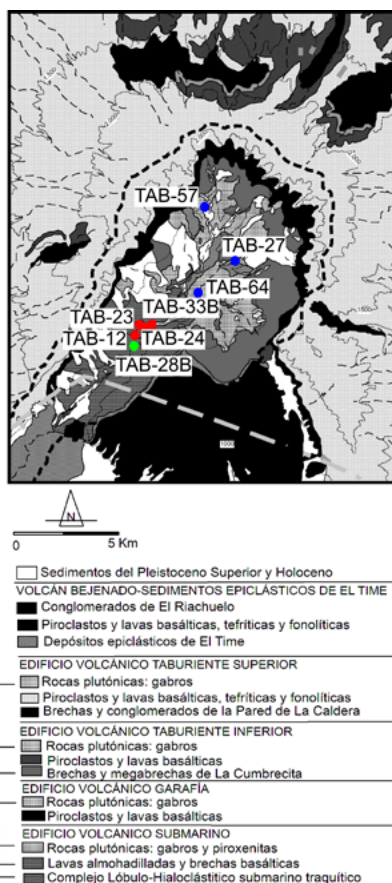 TAB-57
TAB-27
TAB-64
TAB-33B
TAB-23
TAB-12 TAB-24
TAB-28B
1500
1000
N
0 5 Km
Sedimentos del Pleistoceno Superior y Holoceno
VOLCÁN BEJENADO-SEDIMENTOS EPICLÁSTICOS DE EL TIME
Conglomerados de El Riachuelo
Piroclastos y lavas basálticas, tefríticas y fonolíticas
Depósitos epiclásticos de El Time
EDIFICIO VOLCÁNICO TABURIENTE SUPERIOR
Rocas plutónicas: gabros
Piroclastos y lavas basálticas, tefríticas y fonolíticas
Brechas y conglomerados de la Pared de La Caldera
EDIFICIO VOLCÁNICO TABURIENTE INFERIOR
Rocas plutónicas: gabros
Piroclastos y lavas basálticas
Brechas y megabrechas de La Cumbrecita
EDIFICIO VOLCÁNICO GARAFÍA
Rocas plutónicas: gabros
Piroclastos y lavas basálticas
EDIFICIO VOLCÁNICO SUBMARINO
Rocas plutónicas: gabros y piroxenitas
Lavas almohadilladas y brechas basálticas
Complejo Lóbulo-Hialoclástitico submarino traquítico